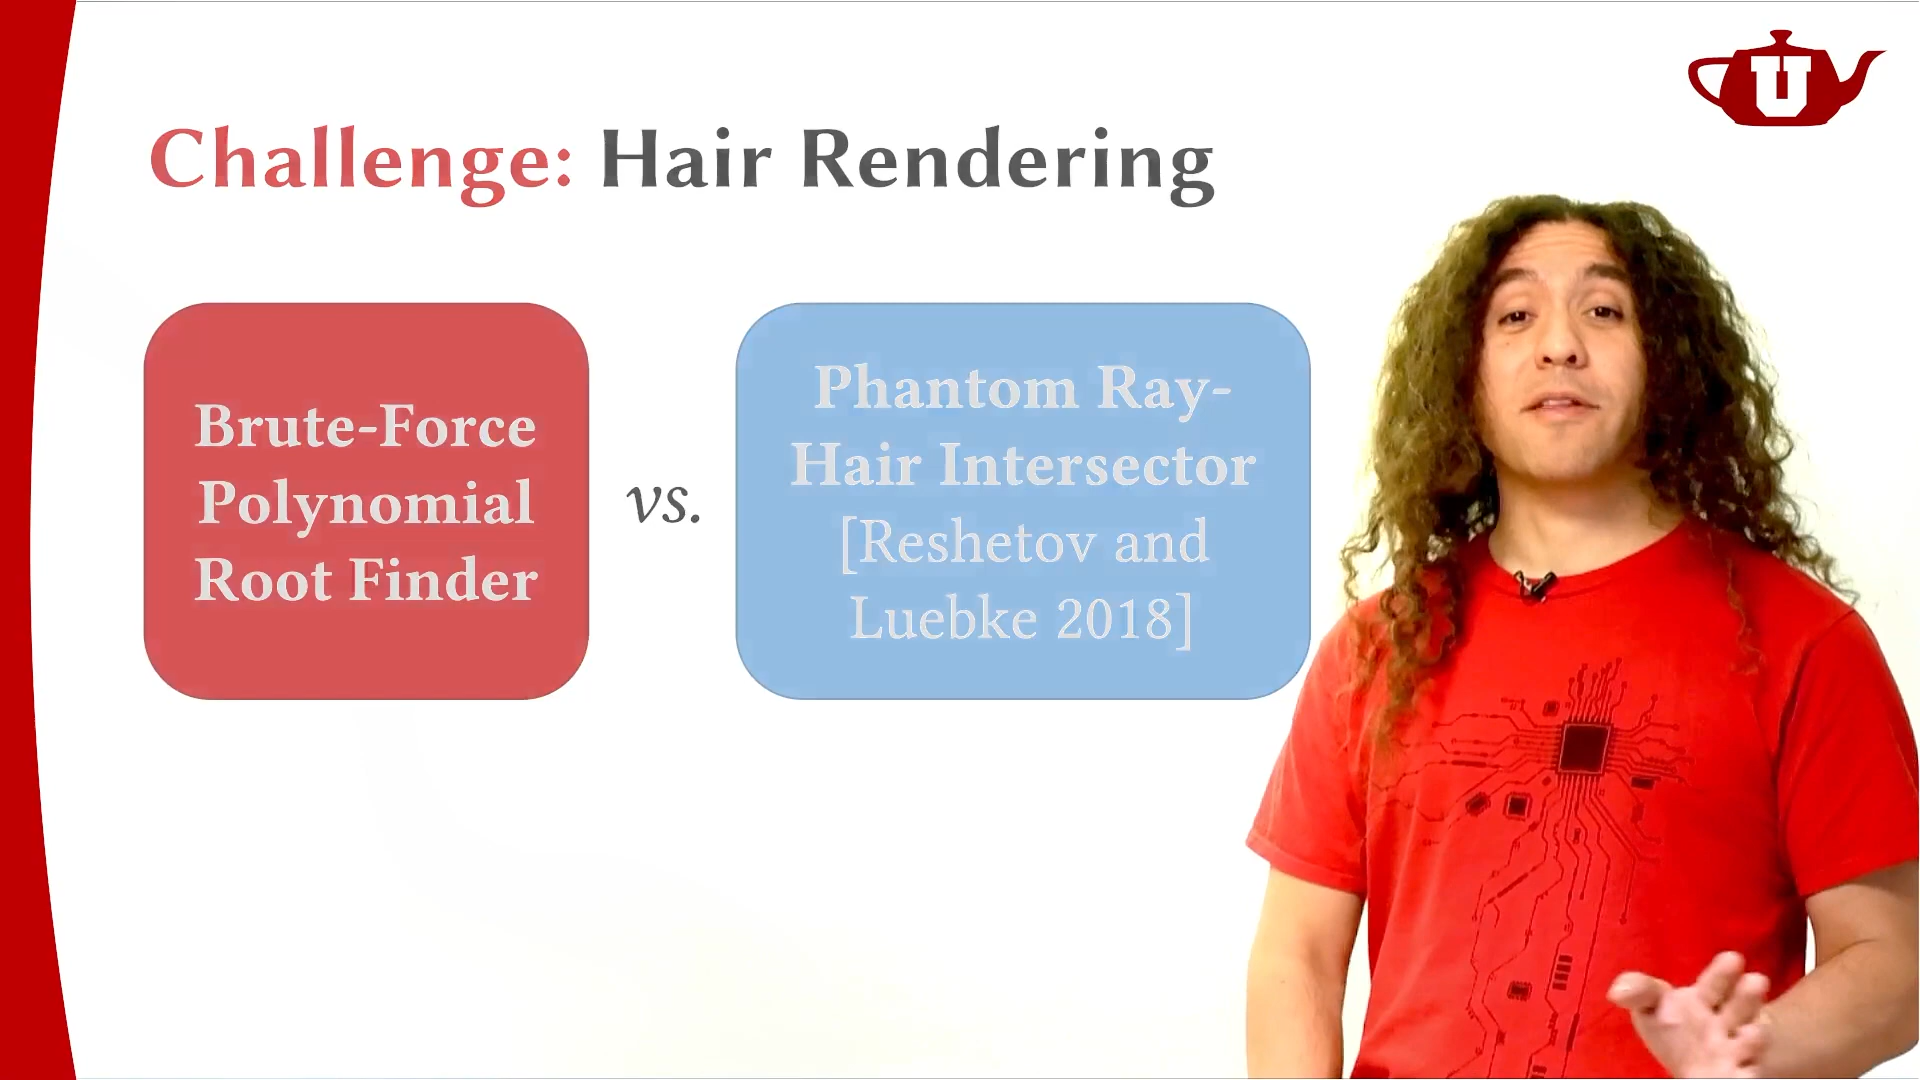 U
Challenge: Hair Rendering
Brute-Force
Polynomial
Root Finder
vs.
Phantom Ray-
Hair Intersector
[Reshetov and
Luebke 2018]